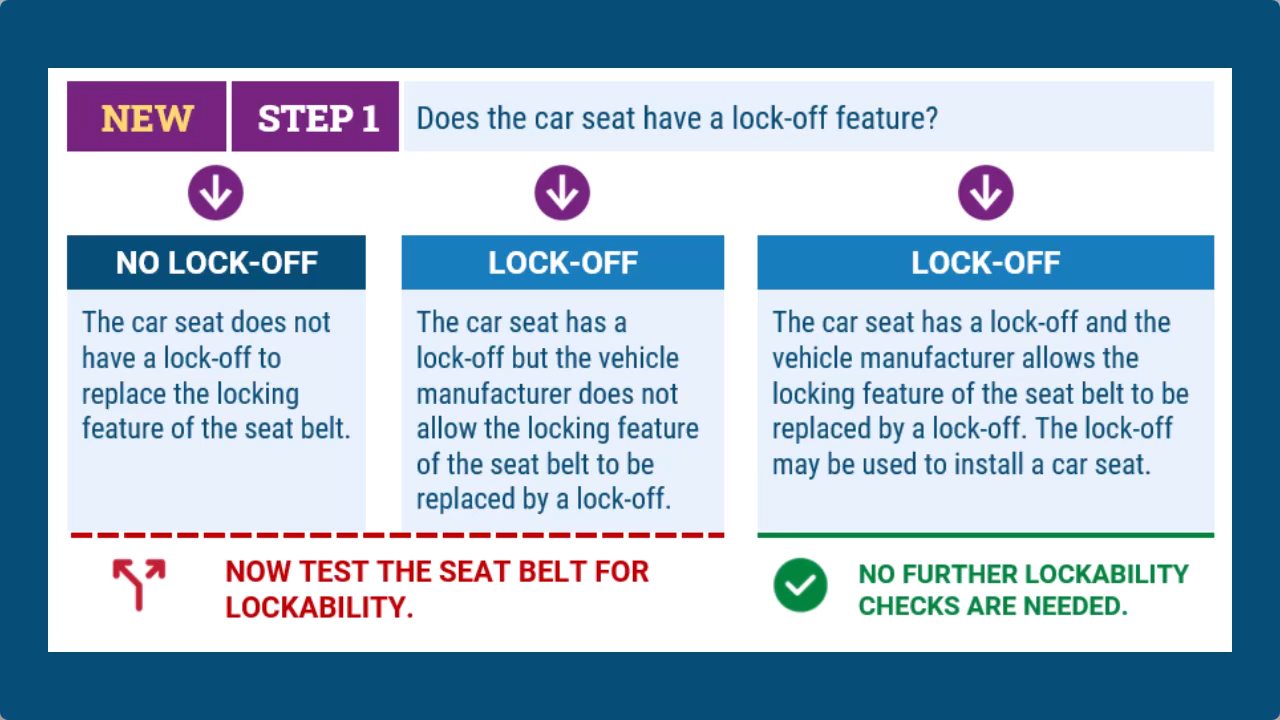 NEW STEP 1 Does the car seat have a lock-off feature?
NO LOCK-OFF
The car seat does not
have a lock-off to
replace the locking
feature of the seat belt.
LOCK-OFF
The car seat has a
lock-off but the vehicle
manufacturer does not
allow the locking feature
of the seat belt to be
replaced by a lock-off.
LOCK-OFF
The car seat has a lock-off and the
vehicle manufacturer allows the
locking feature of the seat belt to be
replaced by a lock-off. The lock-off
may be used to install a car seat.
NOW TEST THE SEAT BELT FOR
LOCKABILITY.
NO FURTHER LOCKABILITY
CHECKS ARE NEEDED.